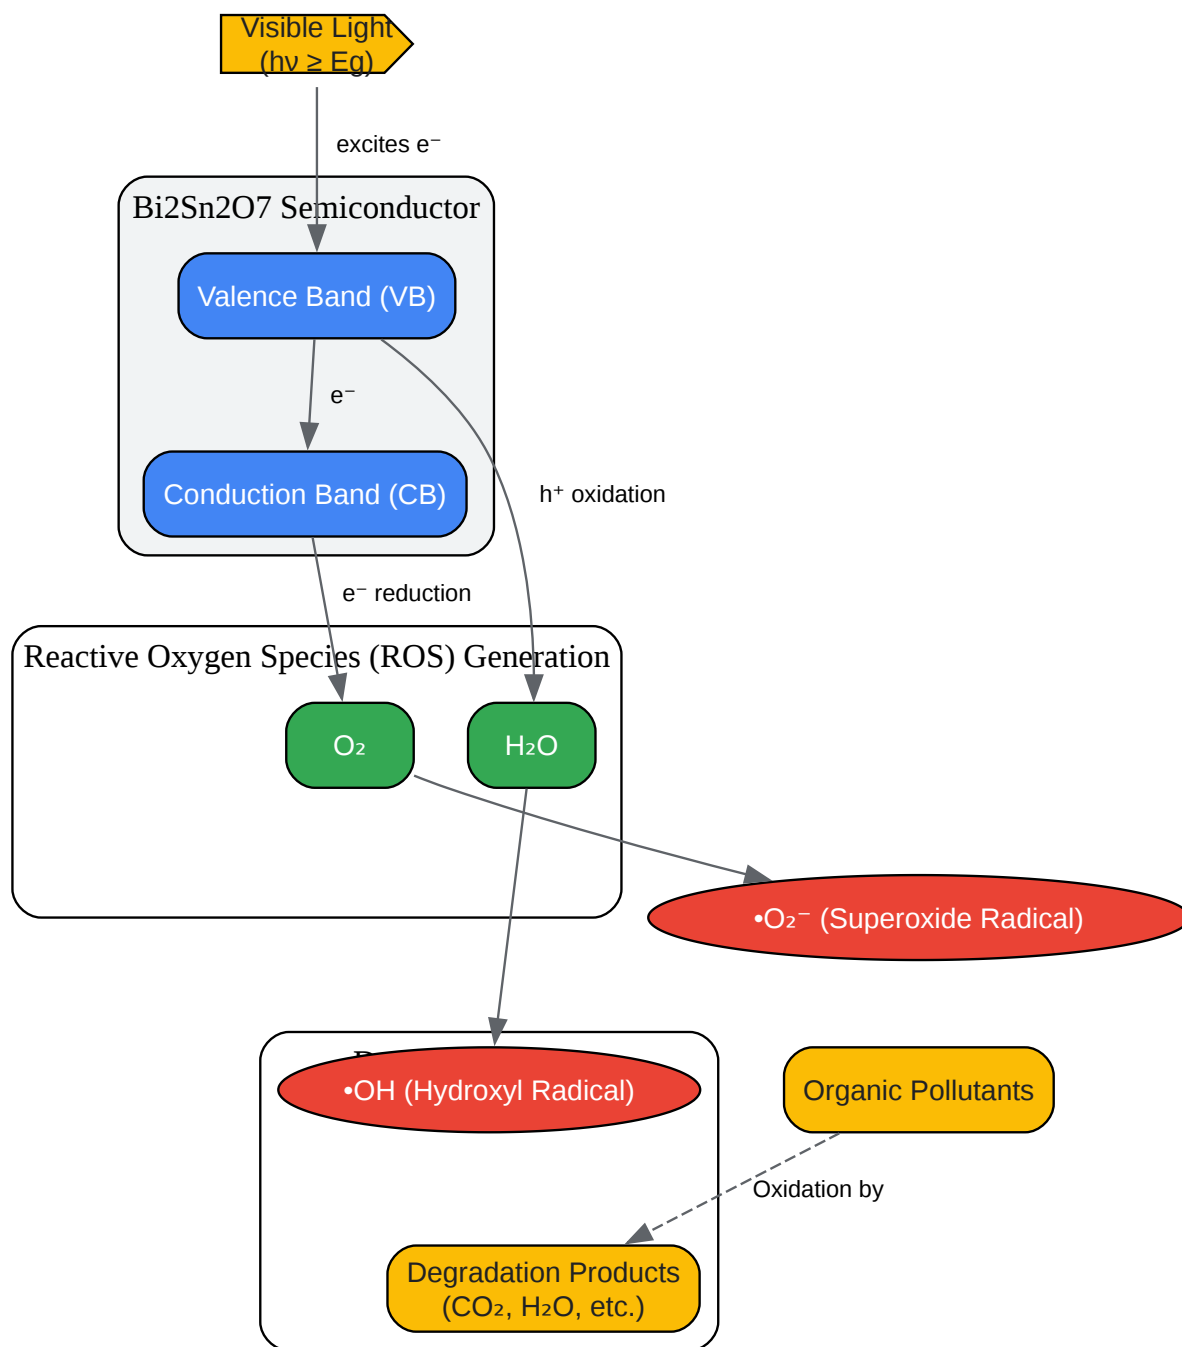 Visible Light
(hν ≥ Eg)
excites e⁻
Bi2Sn2O7 Semiconductor
Valence Band (VB)
e⁻
Conduction Band (CB)
h⁺ oxidation
e⁻ reduction
Reactive Oxygen Species (ROS) Generation
O₂
H₂O
•O₂⁻ (Superoxide Radical)
•OH (Hydroxyl Radical)
Organic Pollutants
Oxidation by
Degradation Products
(CO₂, H₂O, etc.)